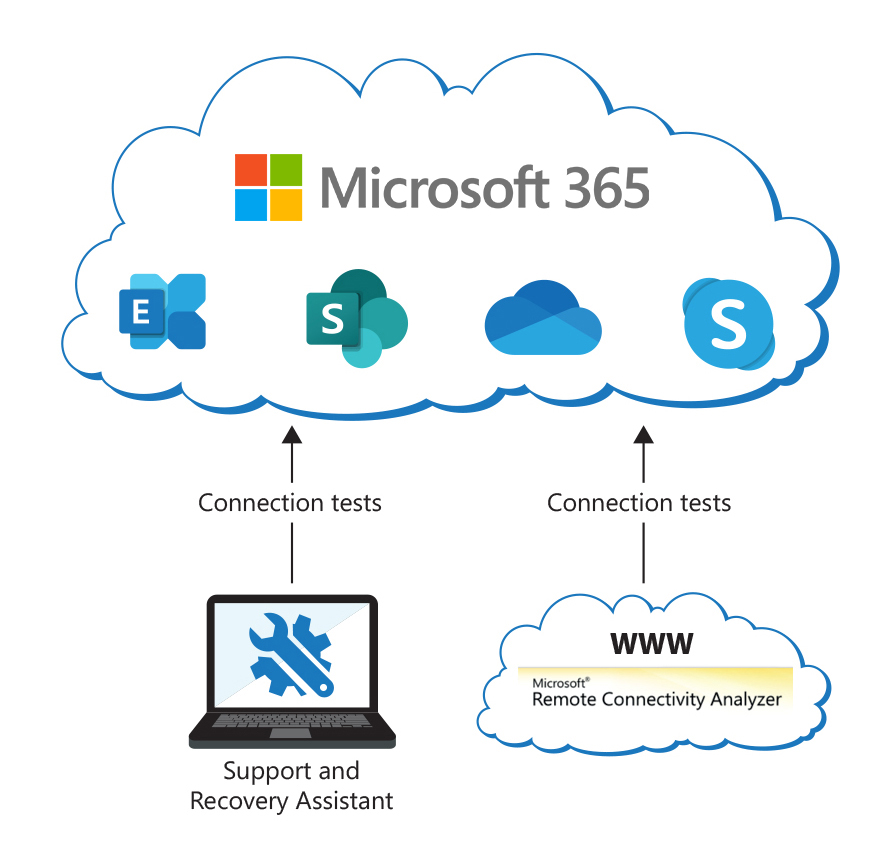 Microsoft 365
E
S
S
Connection tests
Connection tests
www
Microsoft®
Remote Connectivity Analyzer
Support and
Recovery Assistant